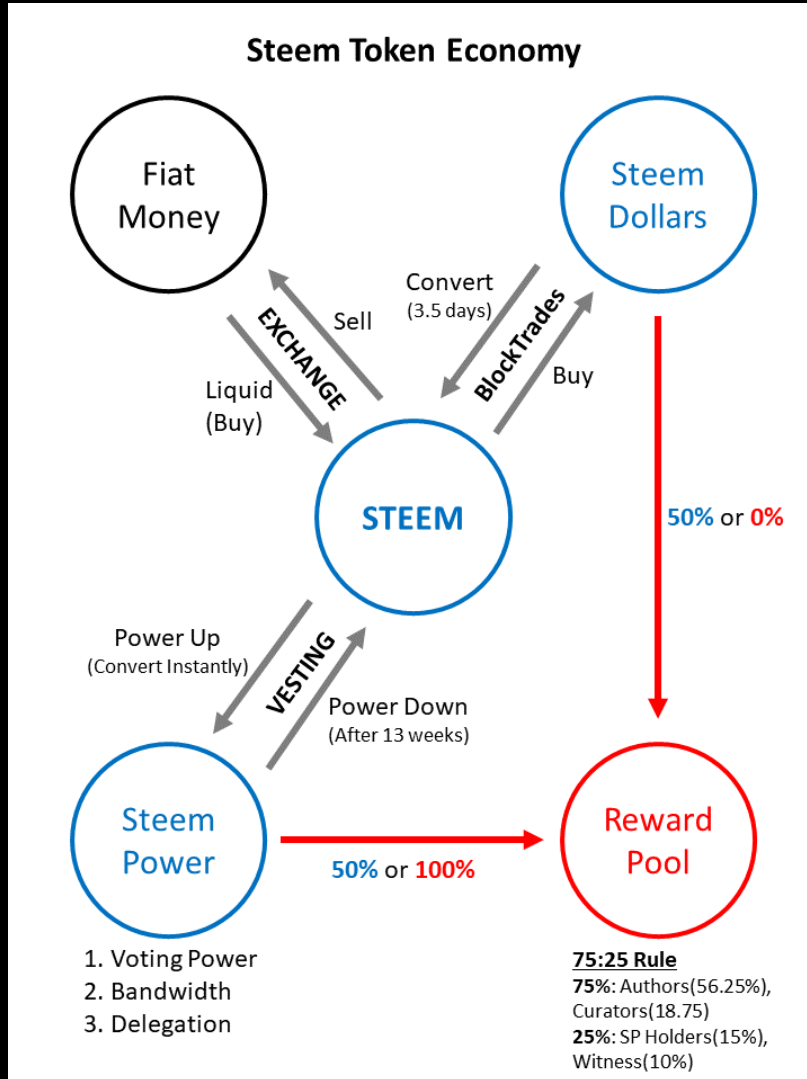 Steem Token Economy
Fiat
Money
Steem
Dollars
Convert
(3.5 days)
BlockTrades
Buy
Sell
EXCHANGE
Liquid
(Buy)
STEEM
50% or 0%
Power Up
(Convert Instantly)
VESTING
Power Down
(After 13 weeks)
Steem
Power
50% or 100%
Reward
Pool
1. Voting Power
2. Bandwidth
3. Delegation
75:25 Rule
75%: Authors(56.25%),
Curators(18.75)
25%: SP Holders(15%),
Witness(10%)